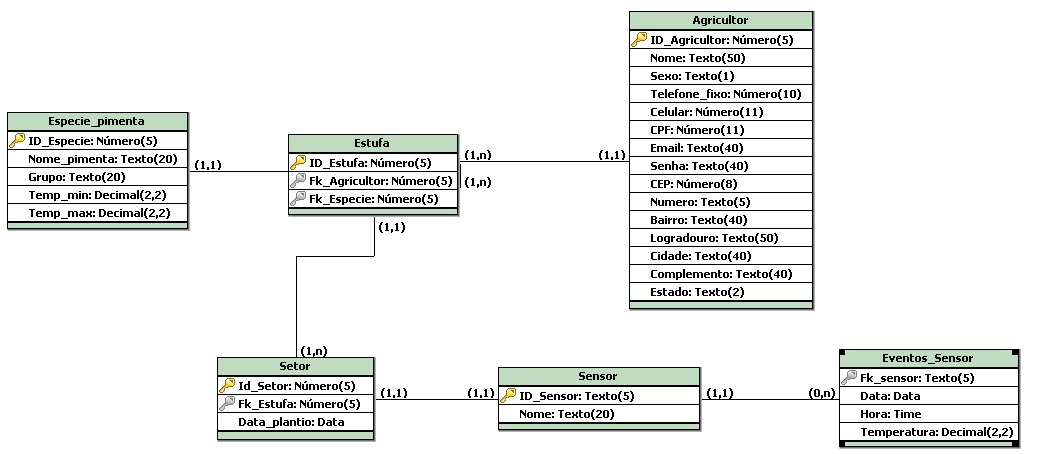 Agricultor
ID_Agricultor: Número(5)
Nome: Texto(50)
Sexo: Texto(1)
Telefone_fixo: Número(10)
Celular: Número(11)
CPF: Número(11)
Email: Texto(40)
Senha: Texto(40)
CEP: Número(8)
Numero: Texto(5)
Bairro: Texto(40)
Logradouro: Texto(50)
Cidade: Texto(40)
Complemento: Texto(40)
Estado: Texto(2)
Especie_pimenta
ID_Especie: Número(5)
Nome_pimenta: Texto(20)
Grupo: Texto(20)
Temp_min: Decimal(2,2)
Temp_max: Decimal(2,2)
(1,1)
Estufa
ID_Estufa: Número(5)
Fk_Agricultor: Número(5)
Fk_Especie: Número(5)
(1,n)
(1,1)
(1,n)
(1,1)
(1,n)
Setor
Id_Setor: Número(5)
Fk_Estufa: Número(5)
Data_plantio: Data
(1,1)
(1,1)
Sensor
ID_Sensor: Texto(5)
Nome: Texto(20)
(1,1)
(0,n)
Eventos_Sensor
Fk_sensor: Texto(5)
Data: Data
Hora: Time
Temperatura: Decimal(2,2)